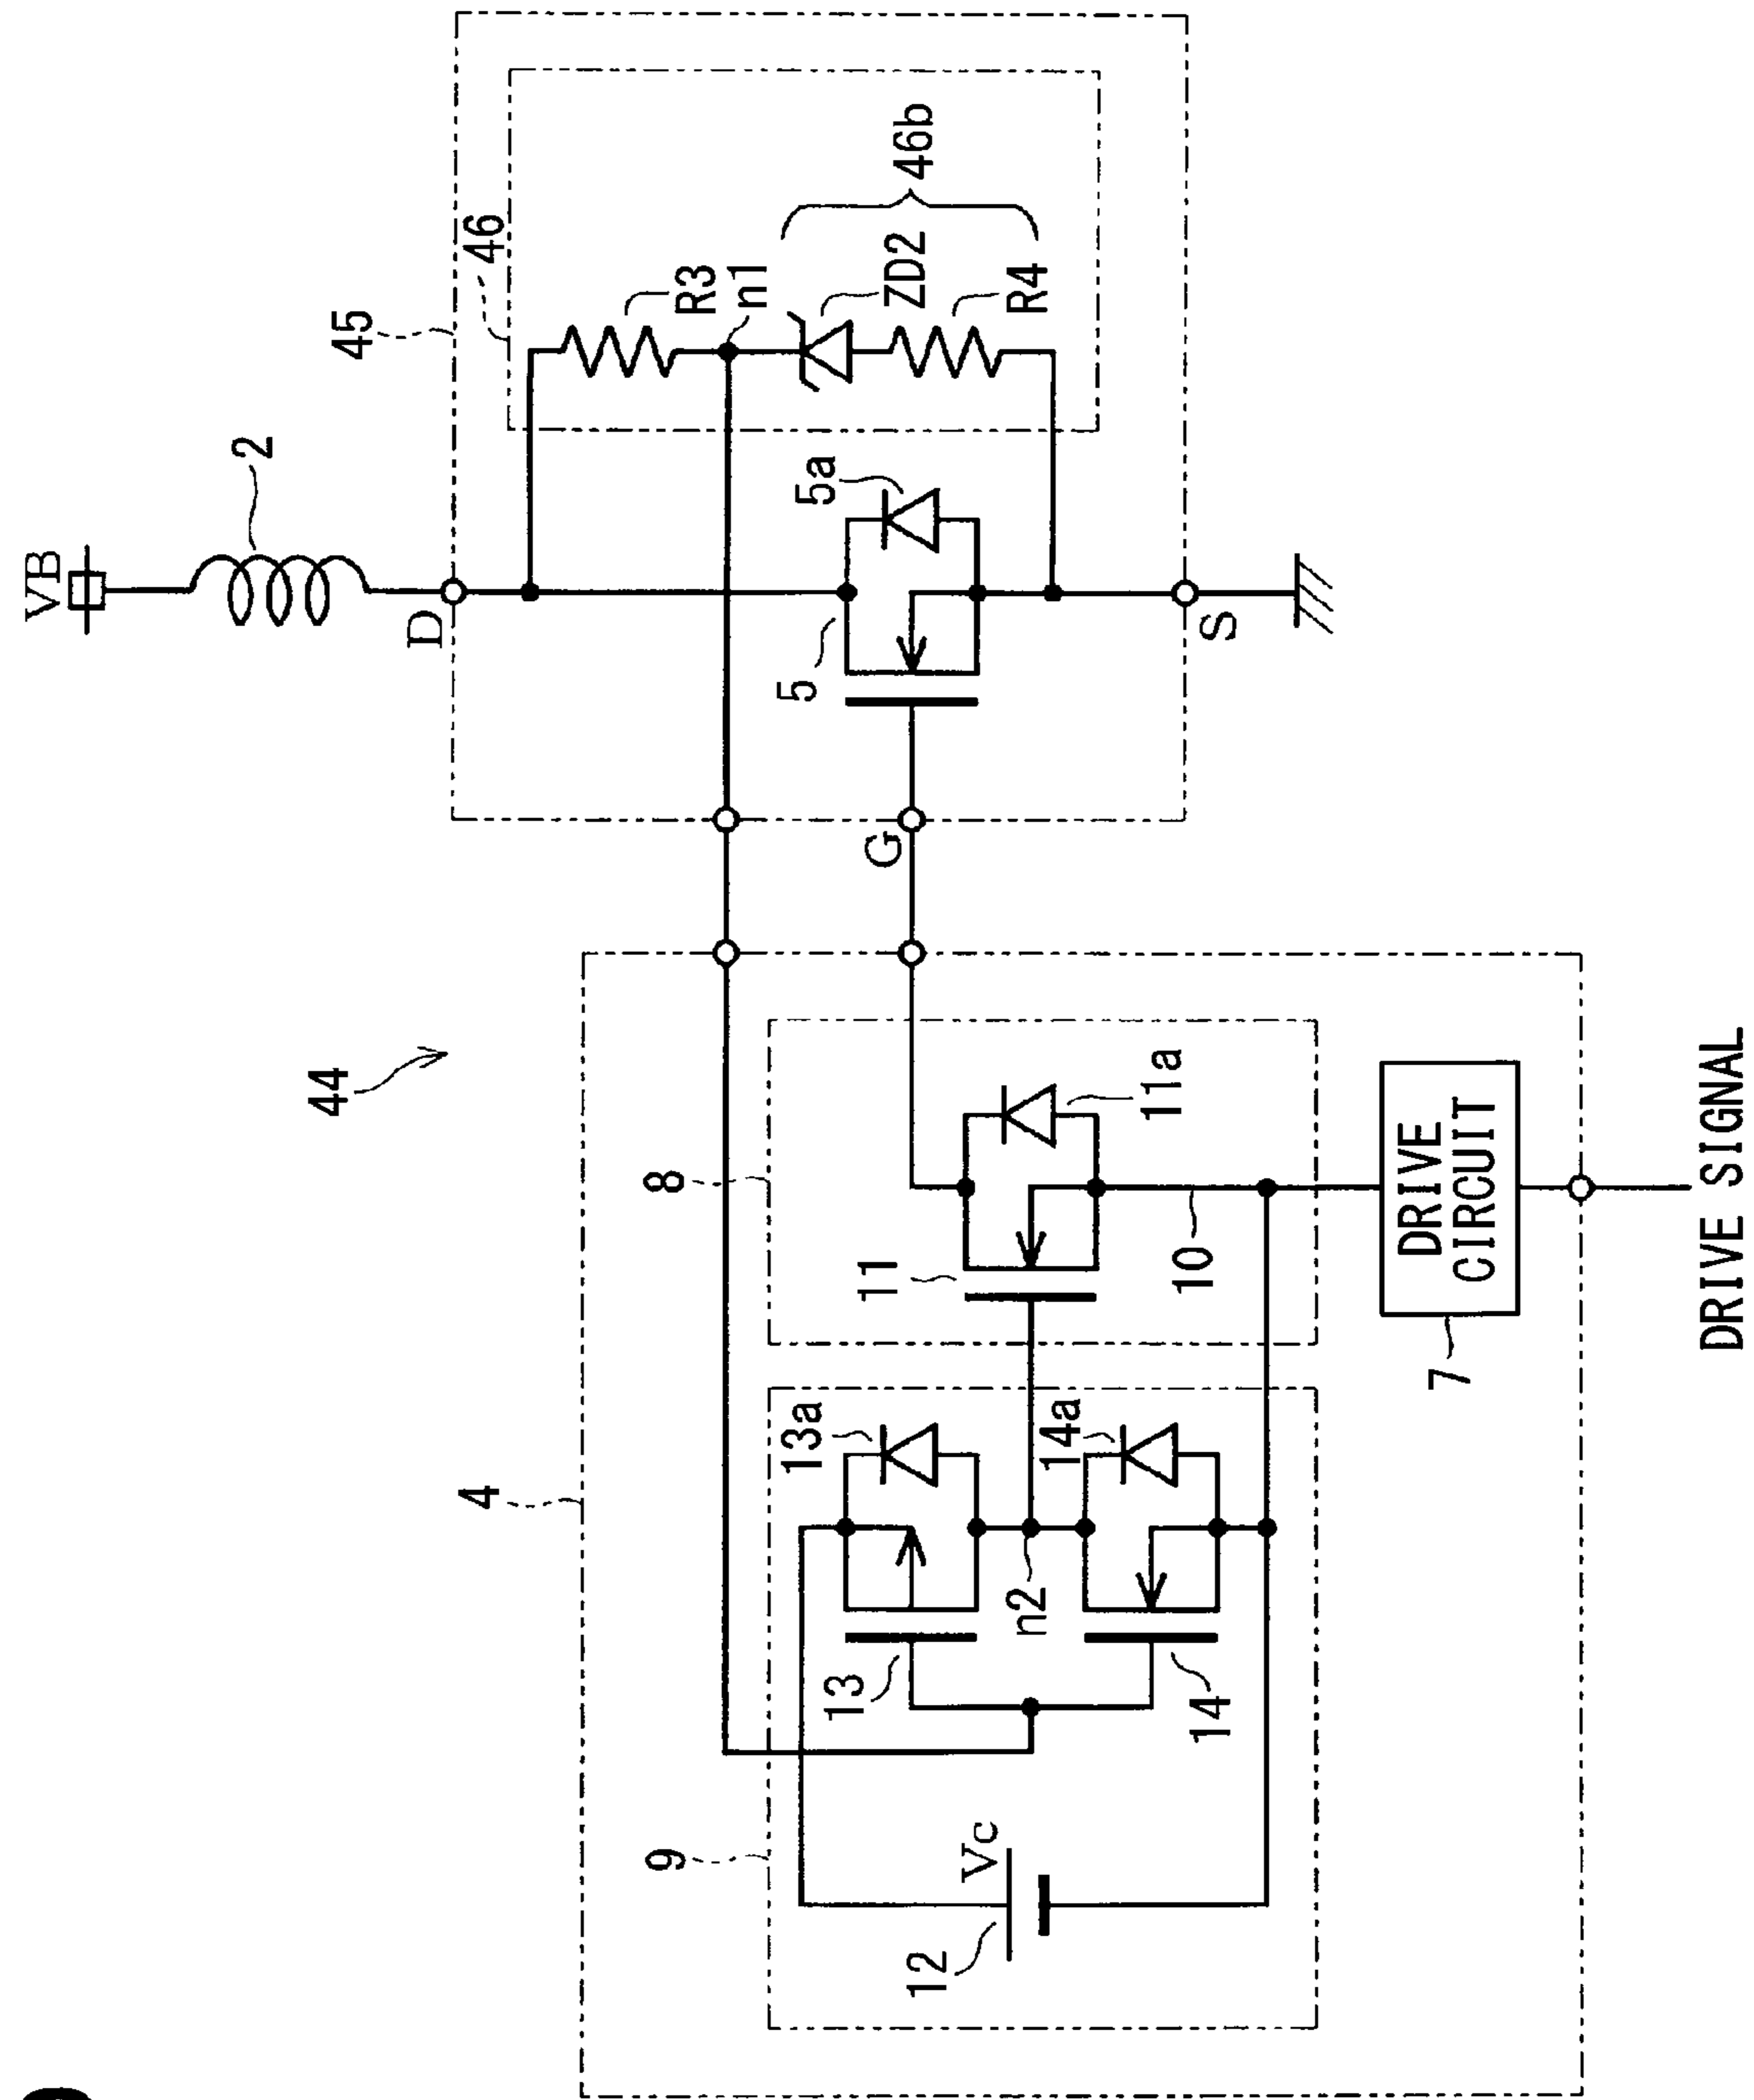 VB
2
D
45
46
R3
n1
ZD2
46b
R4
5
5a
S
G
44
4
8
11
11a
10
9
13a
13
n2
14a
14
12
Vc
DRIVE
CIRCUIT
7
DRIVE SIGNAL